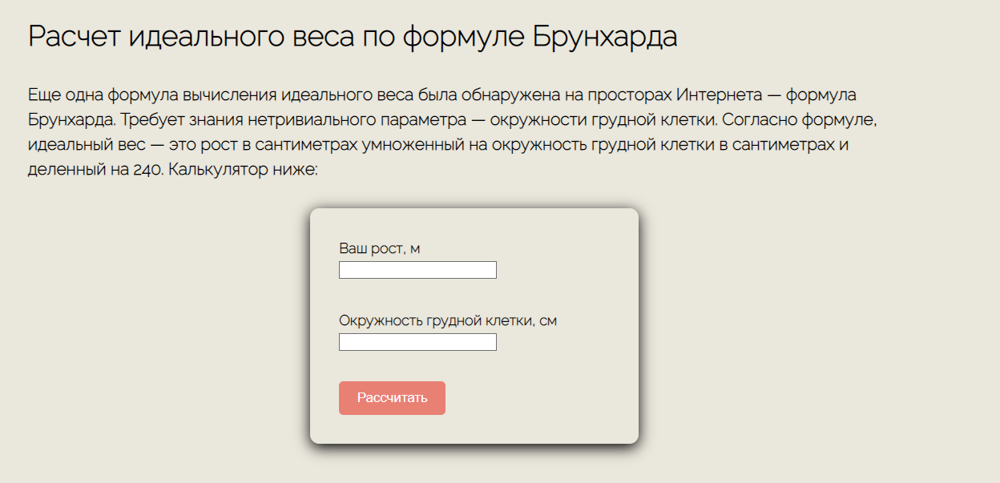 Расчет идеального веса по формуле Брунхарда
Еще одна формула вычисления идеального веса была обнаружена на просторах Интернета — формула
Брунхарда. Требует знания нетривиального параметра — окружности грудной клетки. Согласно формуле,
идеальный вес — это рост в сантиметрах умноженный на окружность грудной клетки в сантиметрах и
деленный на 240. Калькулятор ниже:
Ваш рост, м
Окружность грудной клетки, см
Рассчитать